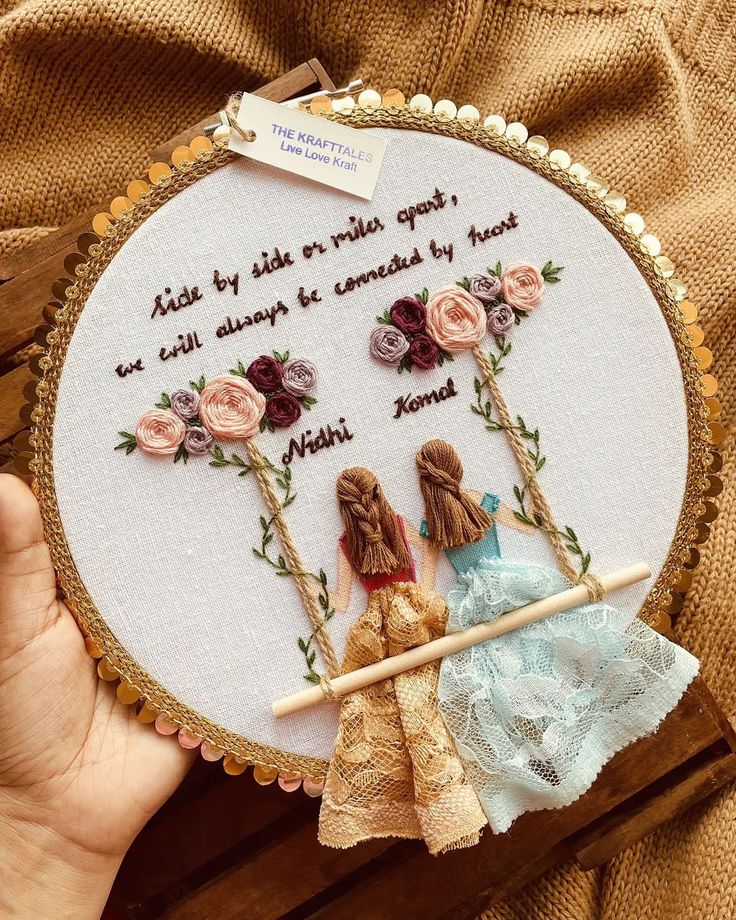 THE KRAFTTALES
Live Love Kraft
side by side or miles apart,
we will always be connected by heart
Nidhi
Komal